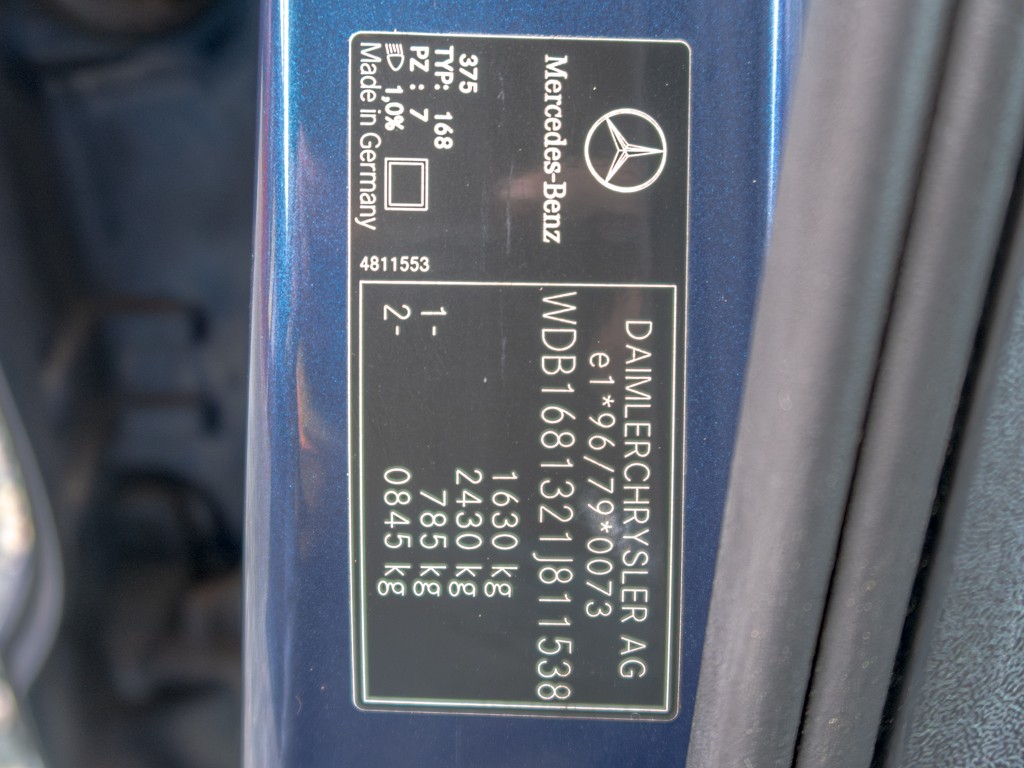 Mercedes-Benz
375
TYP: 168
PZ : 7
1,0%
Made in Germany
4811553
DAIMLERCHRYSLER AG
e1*96/79*0073
WDB1681321J811538
1630 kg
2430 kg
1- 785 kg
2- 0845 kg